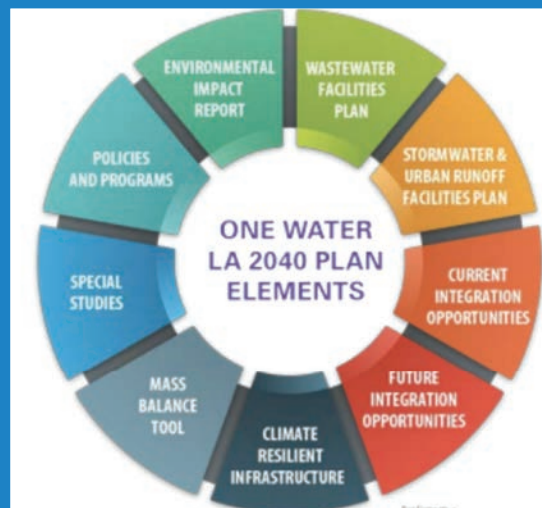 ENVIRONMENTAL
IMPACT
REPORT
WASTEWATER
FACILITIES
PLAN
STORMWATER &
URBAN RUNOFF
FACILITIES PLAN
CURRENT
INTEGRATION
OPPORTUNITIES
FUTURE
INTEGRATION
OPPORTUNITIES
CLIMATE
RESILIENT
INFRASTRUCTURE
MASS
BALANCE
TOOL
SPECIAL
STUDIES
POLICIES
AND PROGRAMS
ONE WATER
LA 2040 PLAN
ELEMENTS